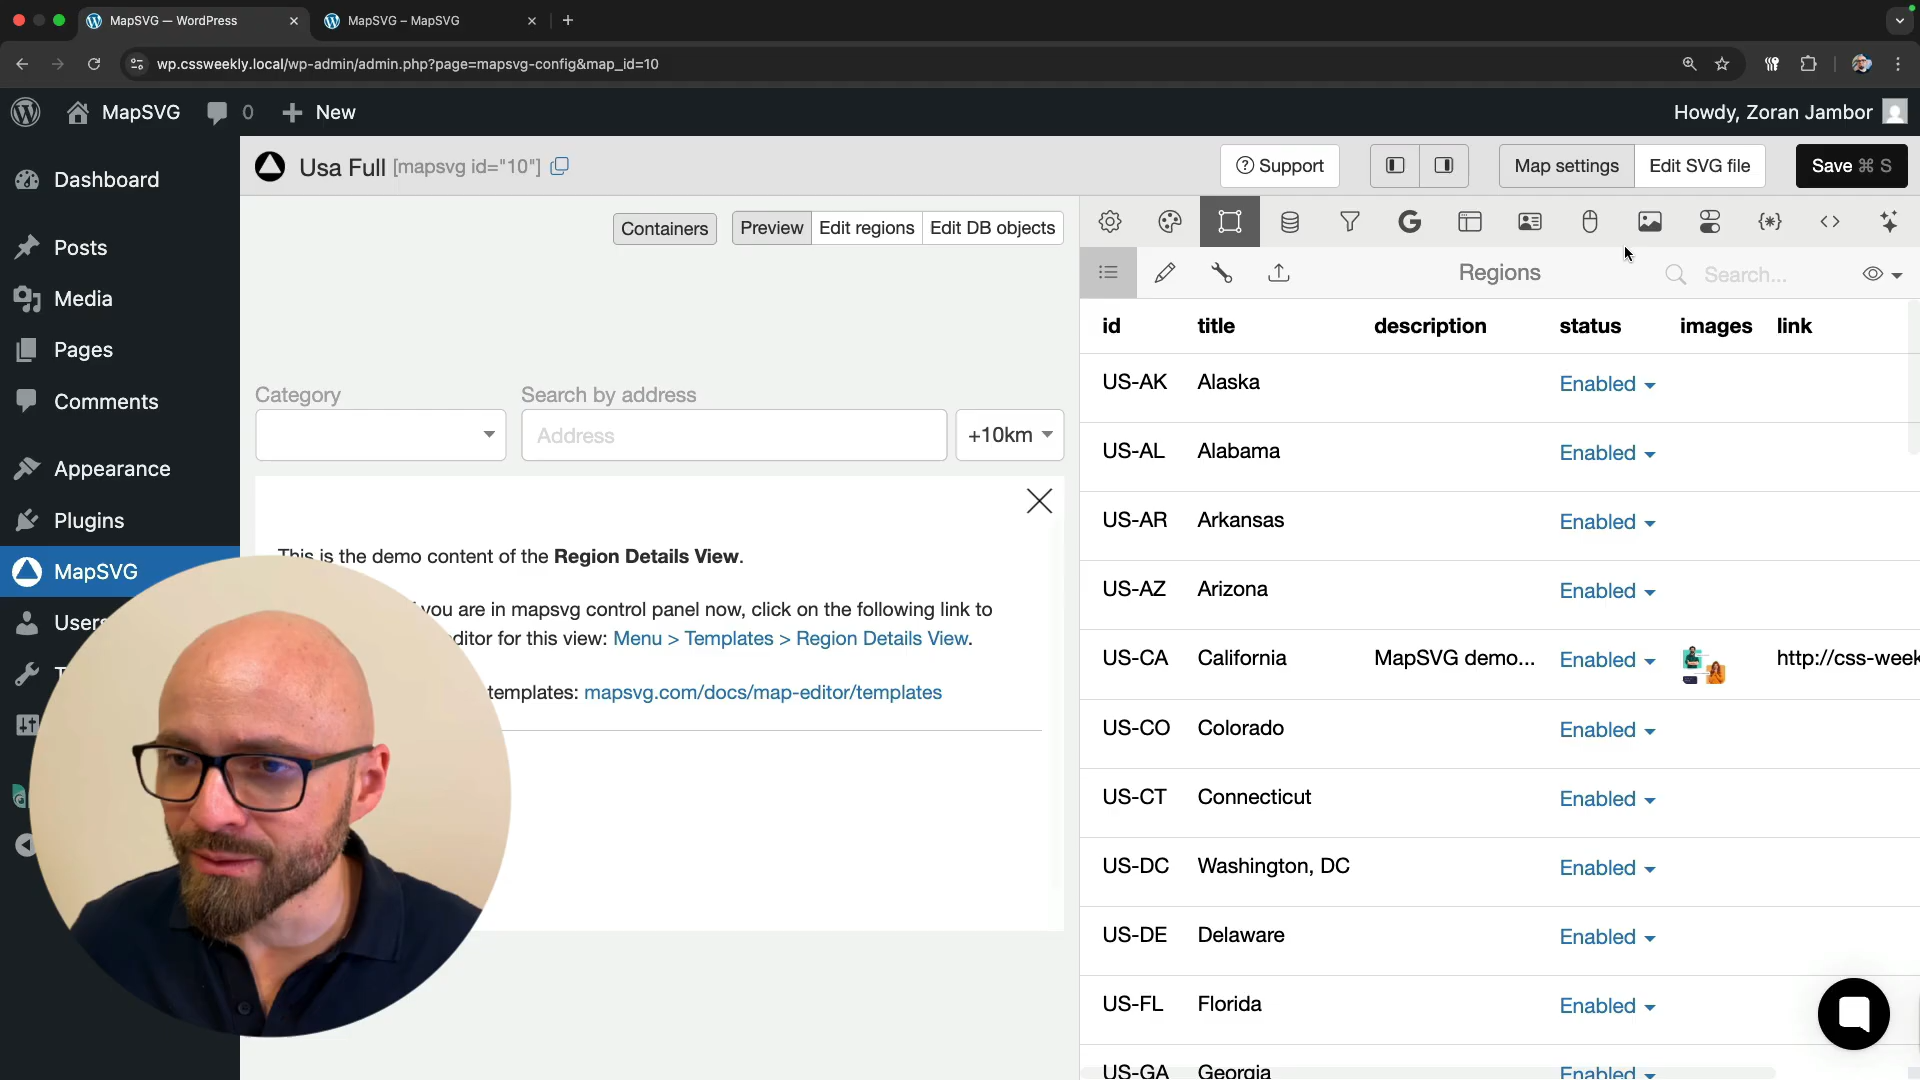 MapSVG — WordPress
MapSVG – MapSVG
wp.cssweekly.local/wp-admin/admin.php?page=mapsvg-config&map_id=10
MapSVG
0
New
Howdy, Zoran Jambor
Dashboard
Posts
Media
Pages
Comments
Appearance
Plugins
MapSVG
Users
Usa Full [mapsvg id="10"]
Support
Map settings
Edit SVG file
Save ⌘ S
Containers
Preview
Edit regions
Edit DB objects
Category
Search by address
Address
+10km
This is the demo content of the Region Details View.
you are in mapsvg control panel now, click on the following link to
editor for this view: Menu > Templates > Region Details View.
templates: mapsvg.com/docs/map-editor/templates
Regions
Search...
id title description status images link
US-AK Alaska Enabled
US-AL Alabama Enabled
US-AR Arkansas Enabled
US-AZ Arizona Enabled
US-CA California MapSVG demo... Enabled http://css-week
US-CO Colorado Enabled
US-CT Connecticut Enabled
US-DC Washington, DC Enabled
US-DE Delaware Enabled
US-FL Florida Enabled
US-GA Georgia Enabled